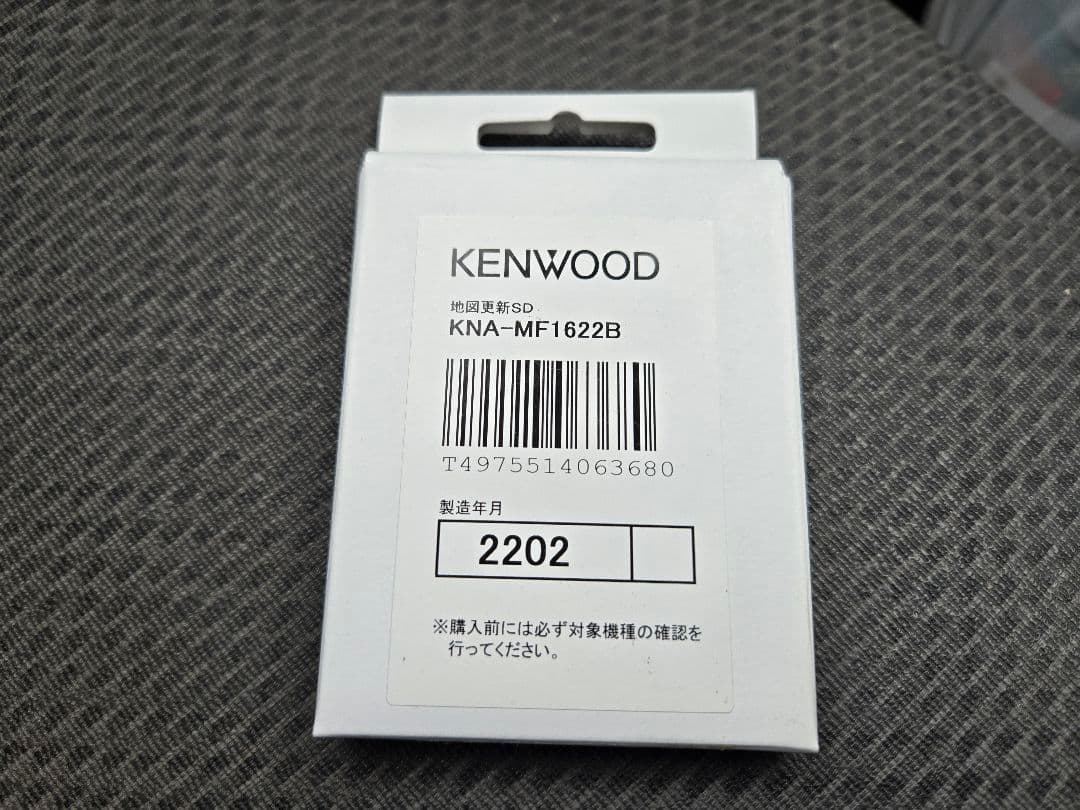 KENWOOD
地図更新SD
KNA-MF1622B
T4975514063680
製造年月
2202
※購入前には必ず対象機種の確認を
行ってください。